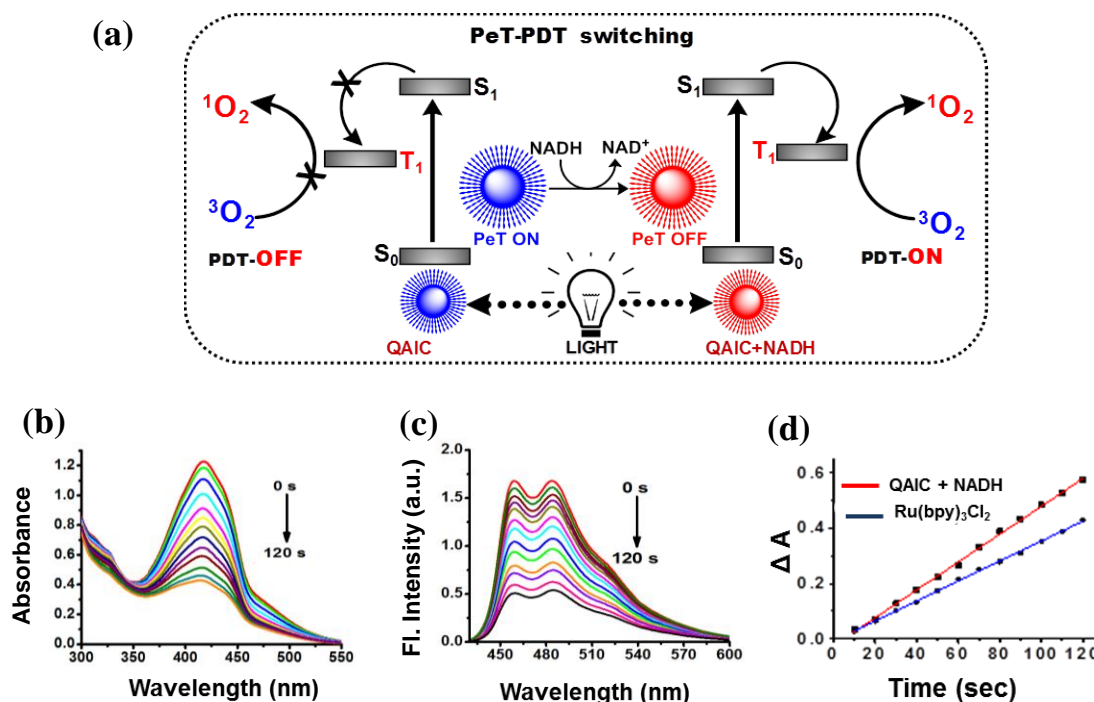 (a)
PeT-PDT switching
S1
S1
1O2
1O2
T1
T1
NADH NAD+
3O2
3O2
PeT ON
PeT OFF
PDT-OFF
PDT-ON
S0
S0
QAIC
LIGHT
QAIC+NADH
(b)
Absorbance
1.2
1.0
0.8
0.6
0.4
0.2
0.0
0 s
120 s
300 350 400 450 500 550
Wavelength (nm)
(c)
Fl. Intensity (a.u.)
2.0
1.5
1.0
0.5
0.0
0 s
120 s
450 480 510 540 570 600
Wavelength (nm)
(d)
Δ A
0.6
0.4
0.2
0.0
QAIC + NADH
Ru(bpy)3Cl2
0 20 40 60 80 100 120
Time (sec)